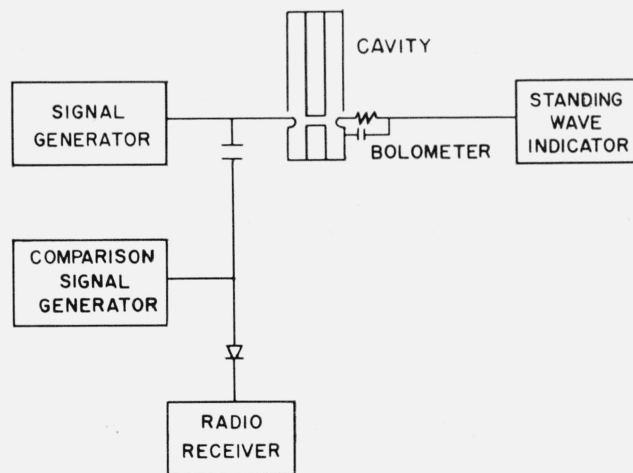 CAVITY
SIGNAL
GENERATOR
BOLOMETER
STANDING
WAVE
INDICATOR
COMPARISON
SIGNAL
GENERATOR
RADIO
RECEIVER